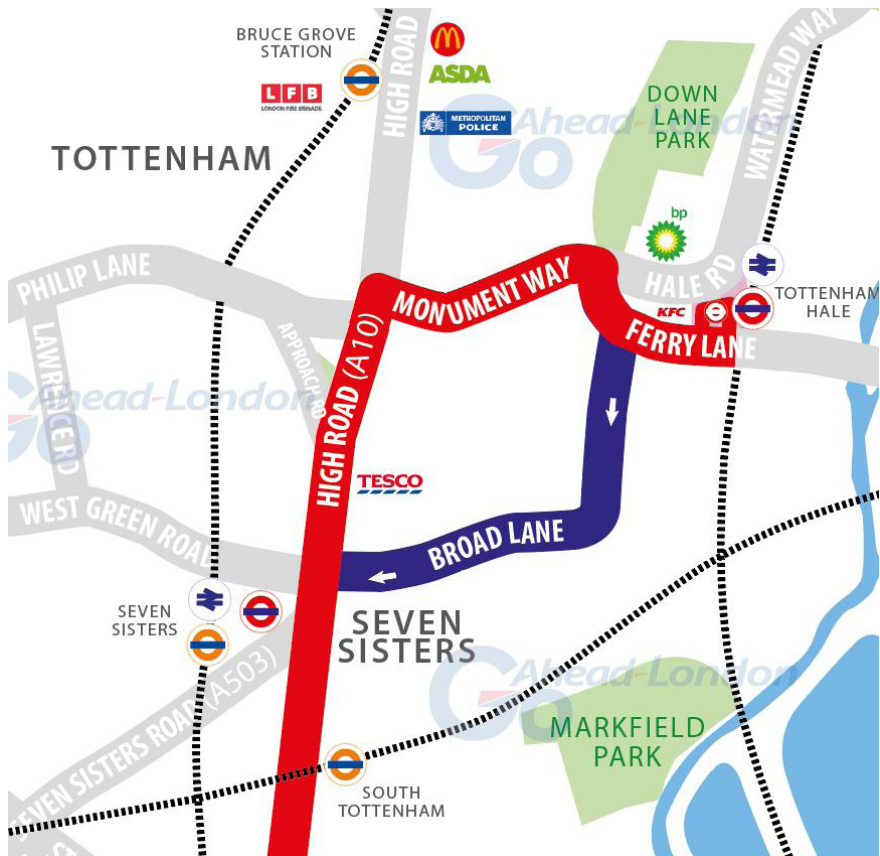 BRUCE GROVE
STATION
LFB
LONDON FIRE BRIGADE
HIGH ROAD
M
ASDA
METROPOLITAN
POLICE
Go Ahead-London
DOWN
LANE
PARK
WATERMEAD WAY
TOTTENHAM
bp
HALE RD
PHILIP LANE
MONUMENT WAY
KFC
TOTTENHAM
HALE
FERRY LANE
LAWRENCE RD
APPROACH RD
HIGH ROAD (A10)
Go Ahead-London
TESCO
WEST GREEN ROAD
BROAD LANE
SEVEN
SISTERS
SEVEN
SISTERS
Go Ahead-London
SEVEN SISTERS ROAD (A503)
MARKFIELD
PARK
SOUTH
TOTTENHAM